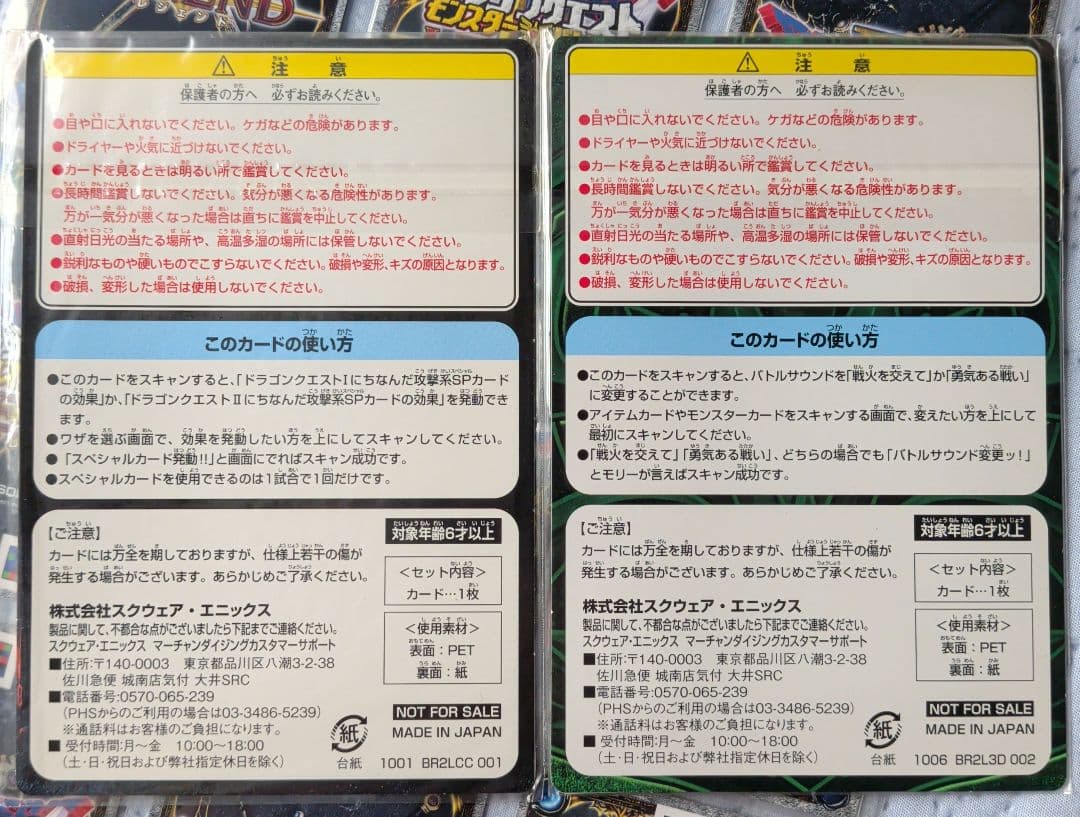 END
モンスター
クエスト
注 意
保護者の方へ 必ずお読みください。
●目や口に入れないでください。ケガなどの危険があります。
●ドライヤーや火気に近づけないでください。
●カードを見るときは明るい所で鑑賞してください。
●長時間鑑賞しないでください。気分が悪くなる危険性があります。
万が一気分が悪くなった場合は直ちに鑑賞を中止してください。
●直射日光の当たる場所や、高温多湿の場所には保管しないでください。
●鋭利なものや硬いものでこすらないでください。破損や変形、キズの原因となります。
●破損、変形した場合は使用しないでください。
このカードの使い方
●このカードをスキャンすると、「ドラゴンクエストⅠにちなんだ攻撃系SPカード
の効果」か、「ドラゴンクエストⅡにちなんだ攻撃系SPカードの効果」を発動でき
ます。
●ワザを選ぶ画面で、効果を発動したい方を上にしてスキャンしてください。
●「スペシャルカード発動!!」と画面にでればスキャン成功です。
●スペシャルカードを使用できるのは1試合で1回だけです。
【ご注意】
カードには万全を期しておりますが、仕様上若干の傷が
発生する場合がございます。あらかじめご了承ください。
株式会社スクウェア・エニックス
製品に関して、不都合な点がございましたら下記までご連絡ください。
スクウェア・エニックス マーチャンダイジングカスタマーサポート
■住所:〒140-0003 東京都品川区八潮3-2-38
佐川急便 城南店気付 大井SRC
■電話番号:0570-065-239
(PHSからのご利用の場合は03-3486-5239)
※通話料はお客様のご負担になります。
■受付時間:月〜金 10:00〜18:00
(土・日・祝日および弊社指定休日を除く)
対象年齢6才以上
<セット内容>
カード…1枚
<使用素材>
表面:PET
裏面:紙
NOT FOR SALE
MADE IN JAPAN
紙
台紙
1001 BR2LCC 001
注 意
保護者の方へ 必ずお読みください。
●目や口に入れないでください。ケガなどの危険があります。
●ドライヤーや火気に近づけないでください。
●カードを見るときは明るい所で鑑賞してください。
●長時間鑑賞しないでください。気分が悪くなる危険性があります。
万が一気分が悪くなった場合は直ちに鑑賞を中止してください。
●直射日光の当たる場所や、高温多湿の場所には保管しないでください。
●鋭利なものや硬いものでこすらないでください。破損や変形、キズの原因となります。
●破損、変形した場合は使用しないでください。
このカードの使い方
●このカードをスキャンすると、バトルサウンドを「戦火を交えて」か「勇気ある戦い」
に変更することができます。
●アイテムカードやモンスターカードをスキャンする画面で、変えたい方を上にして
最初にスキャンしてください。
●「戦火を交えて」「勇気ある戦い」、どちらの場合でも「バトルサウンド変更ッ!」
とモリーが言えばスキャン成功です。
【ご注意】
カードには万全を期しておりますが、仕様上若干の傷が
発生する場合がございます。あらかじめご了承ください。
株式会社スクウェア・エニックス
製品に関して、不都合な点がございましたら下記までご連絡ください。
スクウェア・エニックス マーチャンダイジングカスタマーサポート
■住所:〒140-0003 東京都品川区八潮3-2-38
佐川急便 城南店気付 大井SRC
■電話番号:0570-065-239
(PHSからのご利用の場合は03-3486-5239)
※通話料はお客様のご負担になります。
■受付時間:月〜金 10:00〜18:00
(土・日・祝日および弊社指定休日を除く)
対象年齢6才以上
<セット内容>
カード…1枚
<使用素材>
表面:PET
裏面:紙
NOT FOR SALE
MADE IN JAPAN
紙
台紙
1006 BR2L3D 002